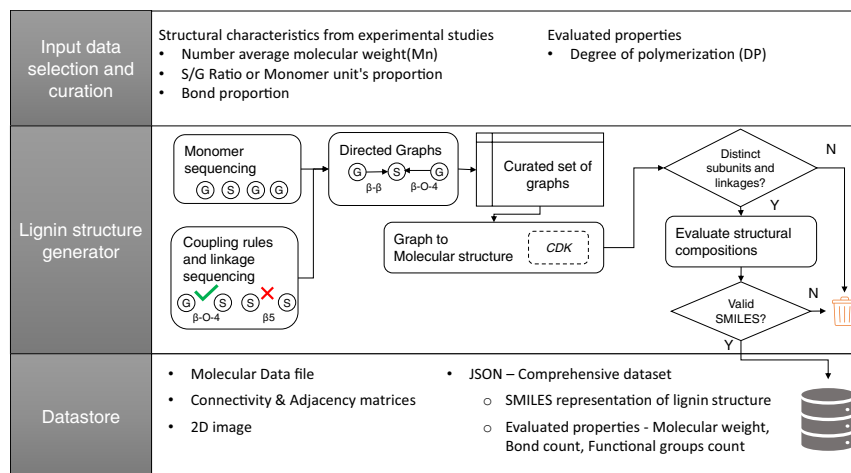 Input data
selection and
curation
Structural characteristics from experimental studies
• Number average molecular weight(Mn)
• S/G Ratio or Monomer unit's proportion
• Bond proportion
Evaluated properties
• Degree of polymerization (DP)
Lignin structure
generator
Monomer
sequencing
G S G G
Coupling rules
and linkage
sequencing
G S S S
β-O-4 β5
Directed Graphs
G S G
β-β β-O-4
Curated set of
graphs
Graph to
Molecular structure
CDK
Distinct
subunits and
linkages?
N
Y
Evaluate structural
compositions
Valid
SMILES?
N
Y
Datastore
• Molecular Data file
• Connectivity & Adjacency matrices
• 2D image
• JSON – Comprehensive dataset
o SMILES representation of lignin structure
o Evaluated properties - Molecular weight,
Bond count, Functional groups count